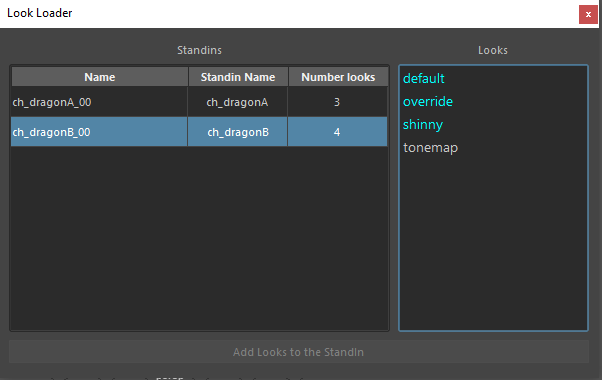 Look Loader
x
Standins Looks
Name Standin Name Number looks
ch_dragonA_00 ch_dragonA 3
ch_dragonB_00 ch_dragonB 4
default
override
shinny
tonemap
Add Looks to the StandIn